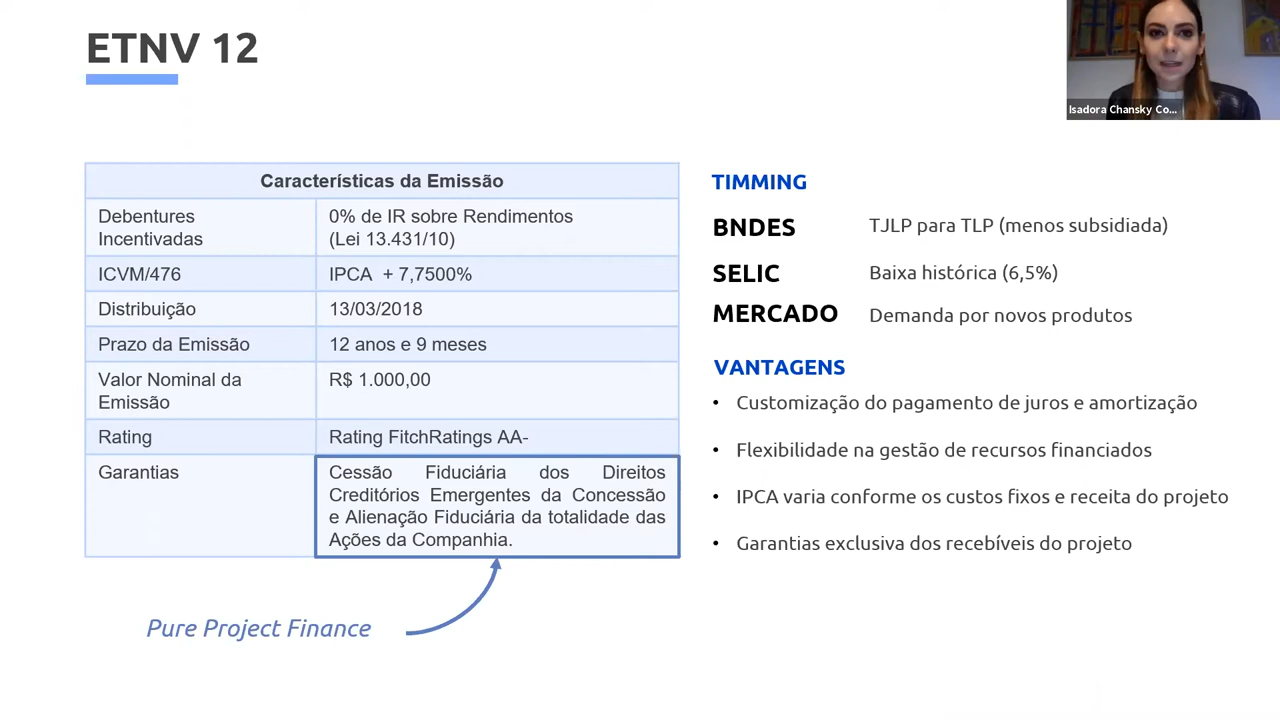 ETNV 12
Isadora Chansky Co...
Características da Emissão
Debentures
Incentivadas
0% de IR sobre Rendimentos
(Lei 13.431/10)
ICVM/476
IPCA + 7,7500%
Distribuição
13/03/2018
Prazo da Emissão
12 anos e 9 meses
Valor Nominal da
Emissão
R$ 1.000,00
Rating
Rating FitchRatings AA-
Garantias
Cessão Fiduciária dos Direitos
Creditórios Emergentes da Concessão
e Alienação Fiduciária da totalidade das
Ações da Companhia.
Pure Project Finance
TIMMING
BNDES TJLP para TLP (menos subsidiada)
SELIC Baixa histórica (6,5%)
MERCADO Demanda por novos produtos
VANTAGENS
• Customização do pagamento de juros e amortização
• Flexibilidade na gestão de recursos financiados
• IPCA varia conforme os custos fixos e receita do projeto
• Garantias exclusiva dos recebíveis do projeto